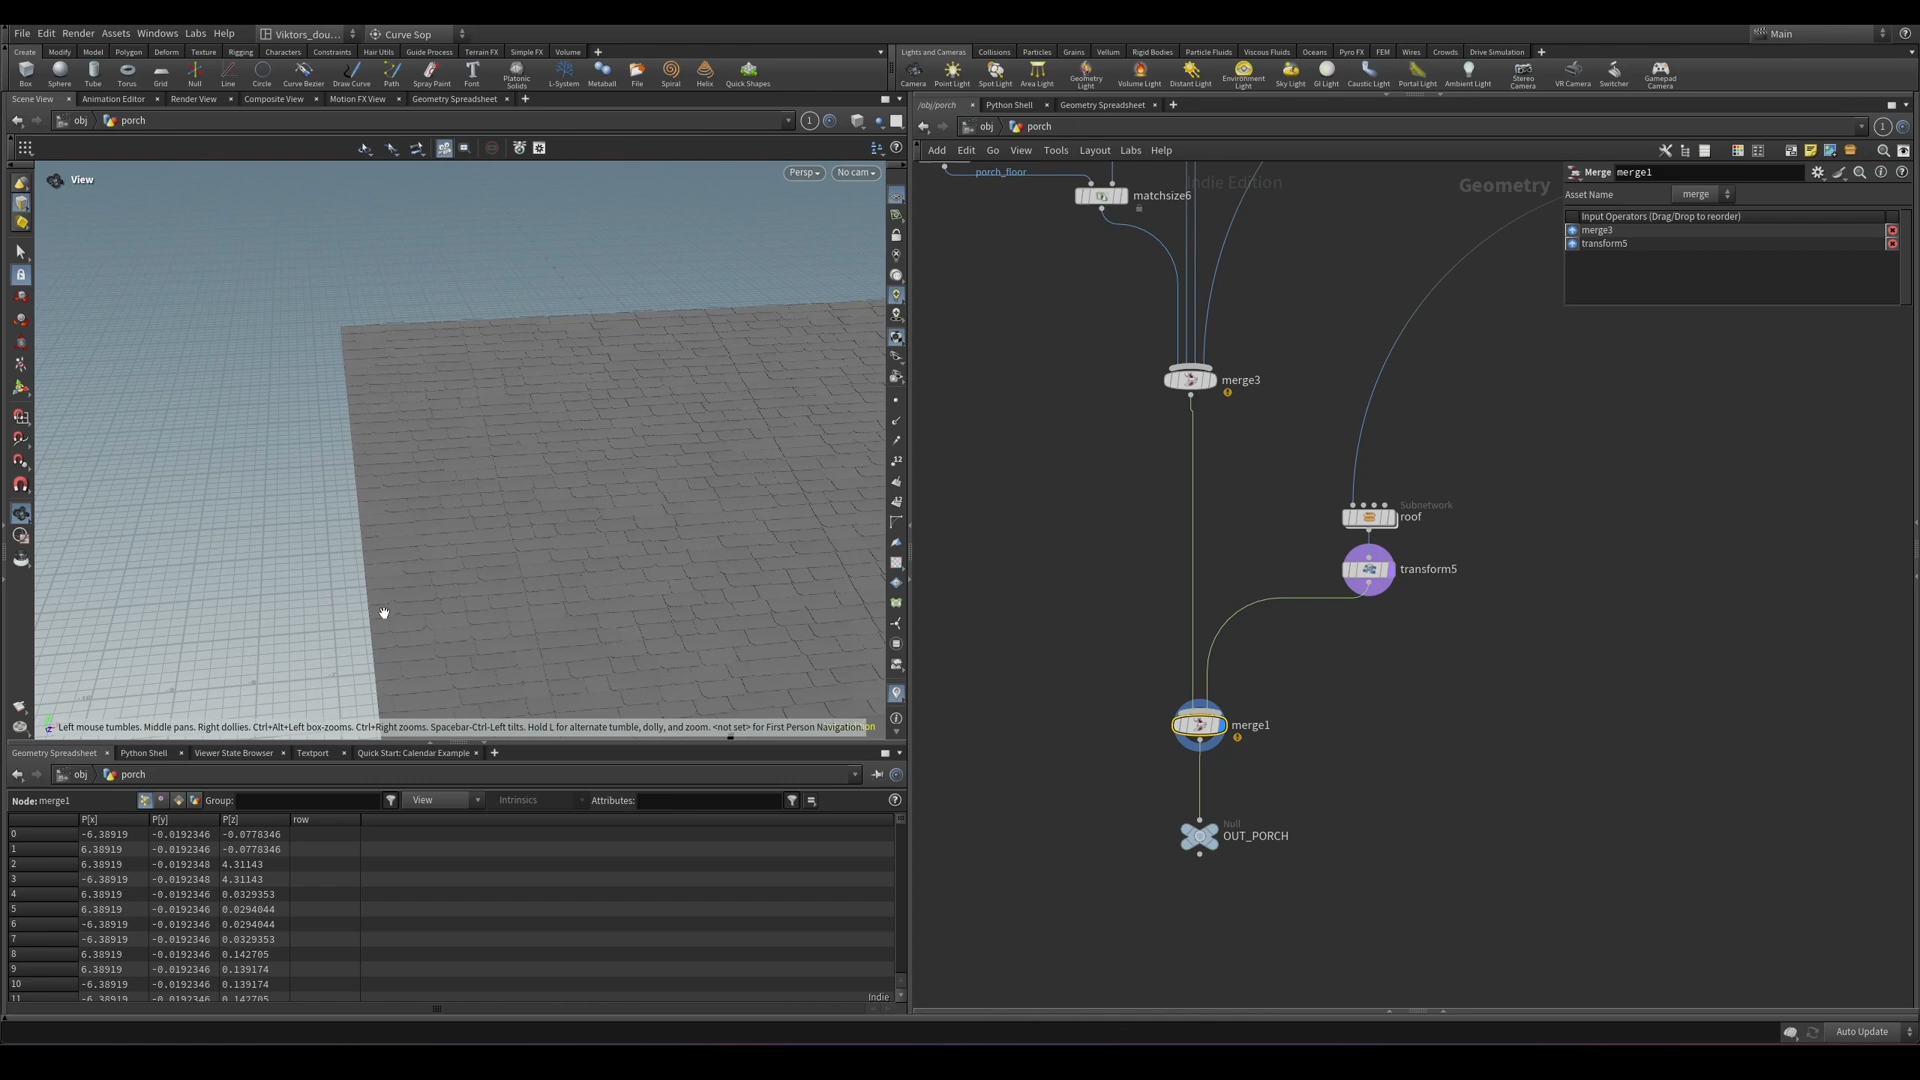 File Edit Render Assets Windows Labs Help Viktors_dou... Curve Sop Main
Create Modify Model Polygon Deform Texture Rigging Characters Constraints Hair Utils Guide Process Terrain FX Simple FX Volume
Lights and Cameras Collisions Particles Grains Vellum Rigid Bodies Particle Fluids Viscous Fluids Oceans Pyro FX FEM Wires Crowds Drive Simulation
Box Sphere Tube Torus Grid Null Line Circle Curve Bezier Draw Curve Path Spray Paint Font Platonic Solids L-System Metaball File Spiral Helix Quick Shapes
Camera Point Light Spot Light Area Light Geometry Light Volume Light Distant Light Environment Light Sky Light GI Light Caustic Light Portal Light Ambient Light Stereo Camera VR Camera Switcher Gamepad Camera
Scene View Animation Editor Render View Composite View Motion FX View Geometry Spreadsheet
/obj/porch Python Shell Geometry Spreadsheet
obj porch 1
obj porch 1
Add Edit Go View Tools Layout Labs Help
View Persp No cam
porch_floor
Indie Edition
Geometry
matchsize6
Merge merge1
Asset Name merge
Input Operators (Drag/Drop to reorder)
merge3
transform5
merge3
Subnetwork
roof
transform5
merge1
Null
OUT_PORCH
Left mouse tumbles. Middle pans. Right dollies. Ctrl+Alt+Left box-zooms. Ctrl+Right zooms. Spacebar-Ctrl-Left tilts. Hold L for alternate tumble, dolly, and zoom. <not set> for First Person Navigation.
Geometry Spreadsheet Python Shell Viewer State Browser Textport Quick Start: Calendar Example
obj porch
Node: merge1 Group: View Intrinsics Attributes:
P[x] P[y] P[z] row
0 -6.38919 -0.0192346 -0.0778346
1 6.38919 -0.0192346 -0.0778346
2 6.38919 -0.0192348 4.31143
3 -6.38919 -0.0192348 4.31143
4 6.38919 -0.0192346 0.0329353
5 6.38919 -0.0192346 0.0294044
6 -6.38919 -0.0192346 0.0294044
7 -6.38919 -0.0192346 0.0329353
8 6.38919 -0.0192346 0.142705
9 6.38919 -0.0192346 0.139174
10 -6.38919 -0.0192346 0.139174
11 -6.38919 -0.0192346 0.142705
Indie
Auto Update